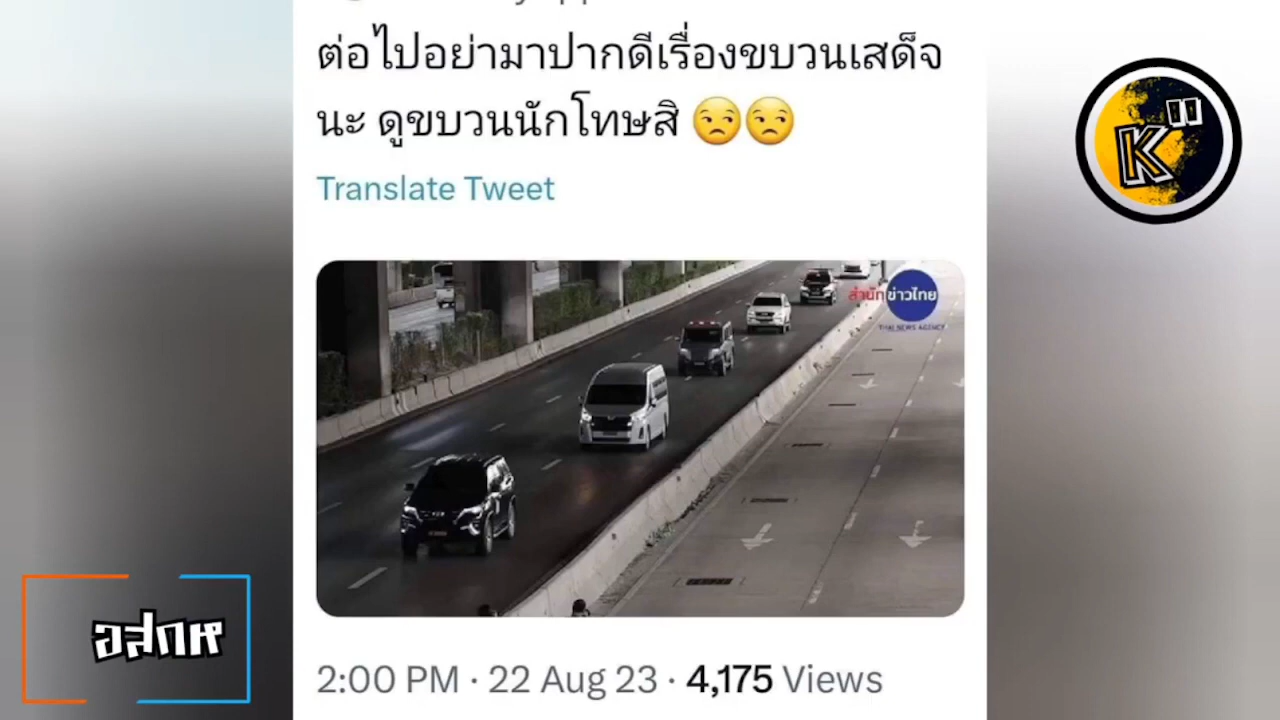 ต่อไปอย่ามาปากดีเรื่องขบวนเสด็จ
นะ ดูขบวนนักโทษสิ 😒😒
Translate Tweet
สำนักข่าวไทย
THAI NEWS AGENCY
K"
อสกห
2:00 PM · 22 Aug 23 · 4,175 Views